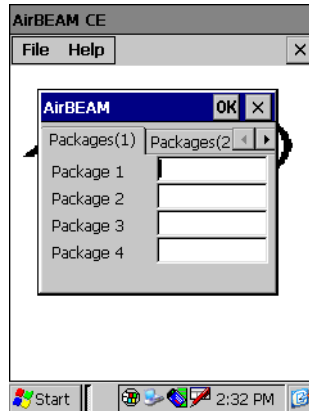 AirBEAM CE
File Help
AirBEAM OK
Packages(1) Packages(2
Package 1
Package 2
Package 3
Package 4
Start 2:32 PM